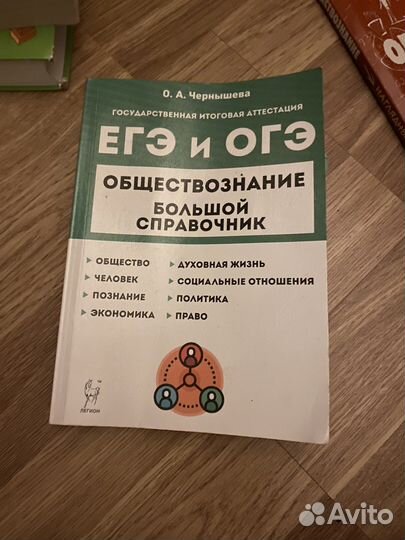 О. А. Чернышева
ГОСУДАРСТВЕННАЯ ИТОГОВАЯ АТТЕСТАЦИЯ
ЕГЭ и ОГЭ
ОБЩЕСТВОЗНАНИЕ
БОЛЬШОЙ
СПРАВОЧНИК
ОБЩЕСТВО
ЧЕЛОВЕК
ПОЗНАНИЕ
ЭКОНОМИКА
ДУХОВНАЯ ЖИЗНЬ
СОЦИАЛЬНЫЕ ОТНОШЕНИЯ
ПОЛИТИКА
ПРАВО
ЛЕГИОН
Avito